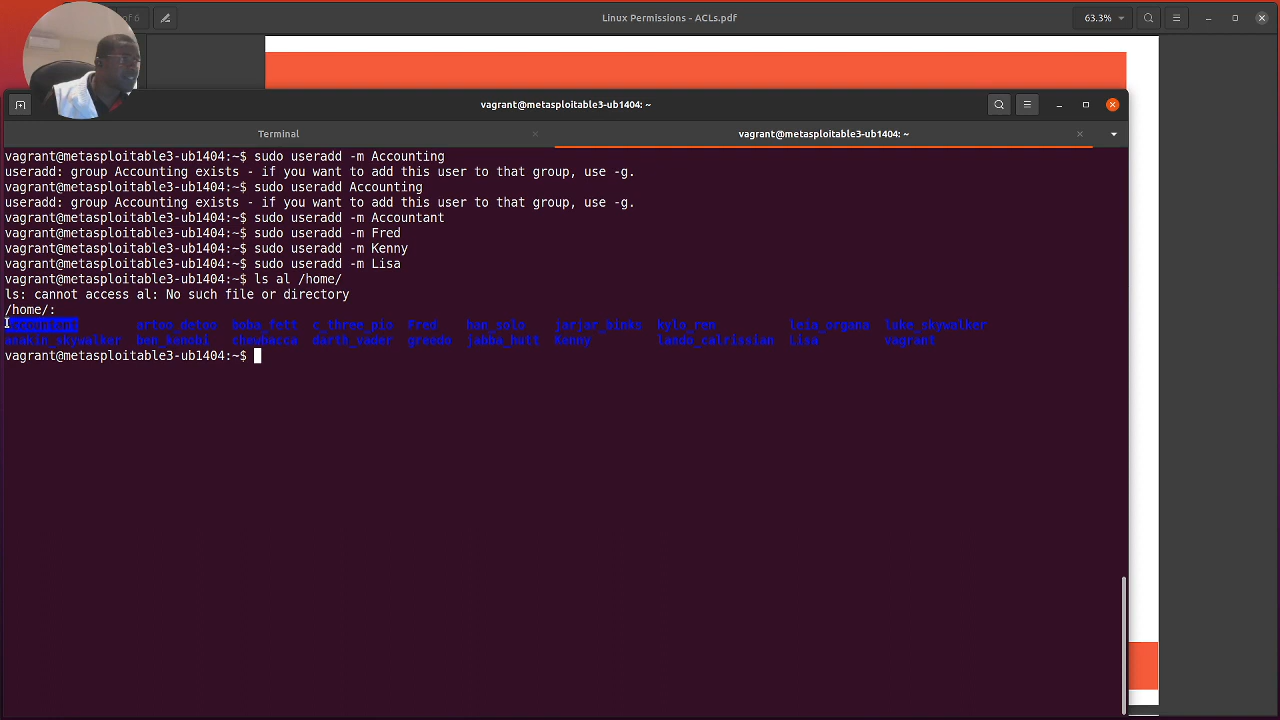 of 6
Linux Permissions - ACLs.pdf
63.3%
vagrant@metasploitable3-ub1404: ~
Terminal
vagrant@metasploitable3-ub1404: ~
vagrant@metasploitable3-ub1404:~$ sudo useradd -m Accounting
useradd: group Accounting exists - if you want to add this user to that group, use -g.
vagrant@metasploitable3-ub1404:~$ sudo useradd Accounting
useradd: group Accounting exists - if you want to add this user to that group, use -g.
vagrant@metasploitable3-ub1404:~$ sudo useradd -m Accountant
vagrant@metasploitable3-ub1404:~$ sudo useradd -m Fred
vagrant@metasploitable3-ub1404:~$ sudo useradd -m Kenny
vagrant@metasploitable3-ub1404:~$ sudo useradd -m Lisa
vagrant@metasploitable3-ub1404:~$ ls al /home/
ls: cannot access al: No such file or directory
/home/:
Accountant artoo_detoo boba_fett c_three_pio Fred han_solo jarjar_binks kylo_ren leia_organa luke_skywalker
anakin_skywalker ben_kenobi chewbacca darth_vader greedo jabba_hutt Kenny lando_calrissian Lisa vagrant
vagrant@metasploitable3-ub1404:~$